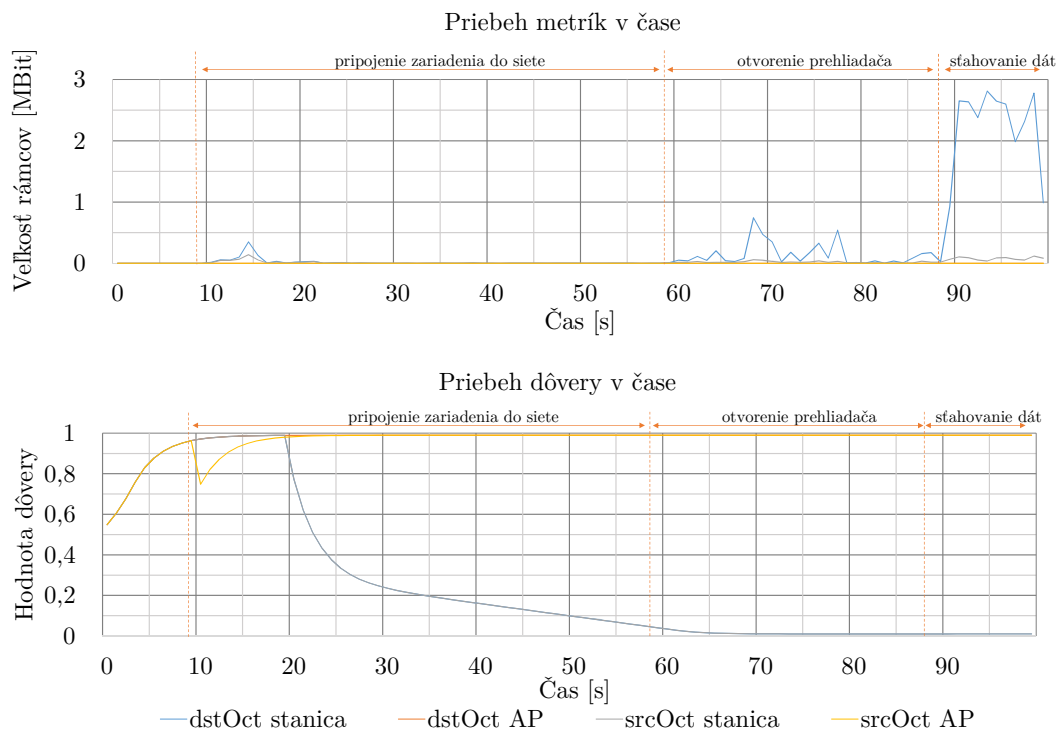 Priebeh metrík v čase
pripojenie zariadenia do siete
otvorenie prehliadača
sťahovanie dát
Veľkosť rámcov [MBit]
3
2
1
0
0 10 20 30 40 50 60 70 80 90
Čas [s]
Priebeh dôvery v čase
pripojenie zariadenia do siete
otvorenie prehliadača
sťahovanie dát
Hodnota dôvery
1
0,8
0,6
0,4
0,2
0
0 10 20 30 40 50 60 70 80 90
Čas [s]
dstOct stanica dstOct AP srcOct stanica srcOct AP